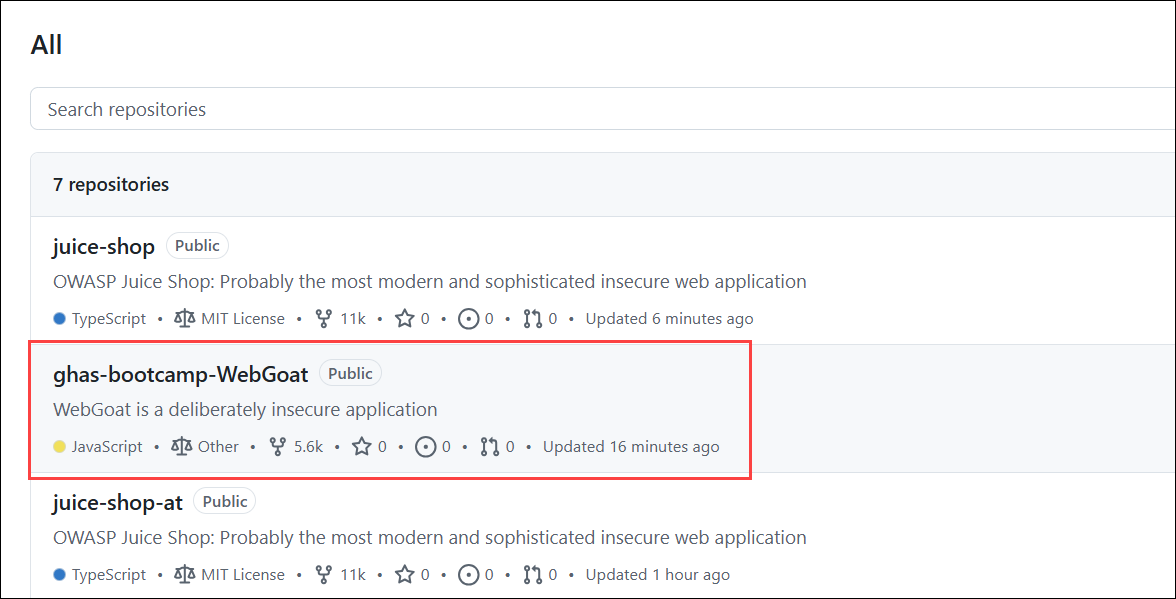 All
Search repositories
7 repositories
juice-shop Public
OWASP Juice Shop: Probably the most modern and sophisticated insecure web application
TypeScript • MIT License • 11k • 0 • 0 • 0 • Updated 6 minutes ago
ghas-bootcamp-WebGoat Public
WebGoat is a deliberately insecure application
JavaScript • Other • 5.6k • 0 • 0 • 0 • Updated 16 minutes ago
juice-shop-at Public
OWASP Juice Shop: Probably the most modern and sophisticated insecure web application
TypeScript • MIT License • 11k • 0 • 0 • 0 • Updated 1 hour ago